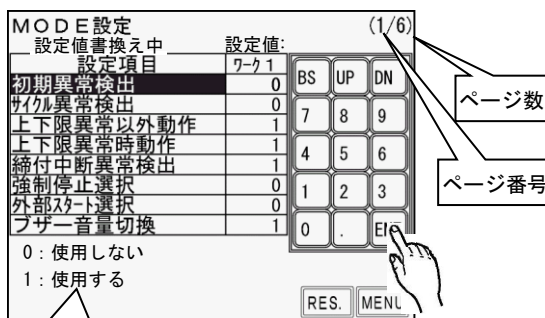 MODE設定 (1/6)
設定値書換え中 設定値:
設定項目 ワーク1
初期異常検出 0
サイクル異常検出 0
上下限異常以外動作 1
上下限異常時動作 1
締付中断異常検出 1
強制停止選択 0
外部スタート選択 0
ブザー音量切換 1
BS UP DN
7 8 9
4 5 6
1 2 3
0 .
0：使用しない
1：使用する
RES. MENU
ページ数
ページ番号